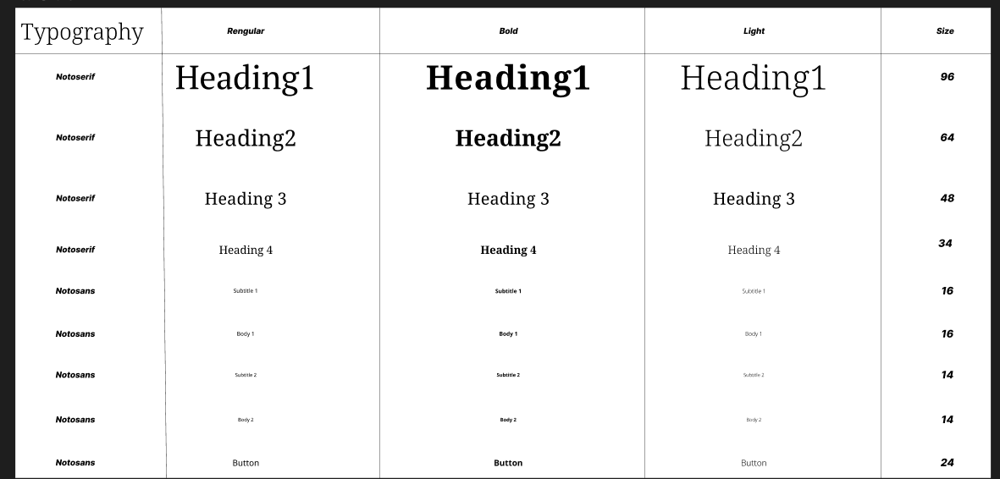 Typography Rengular Bold Light Size
Notoserif Heading1 Heading1 Heading1 96
Notoserif Heading2 Heading2 Heading2 64
Notoserif Heading 3 Heading 3 Heading 3 48
Notoserif Heading 4 Heading 4 Heading 4 34
Notosans Subtitle 1 Subtitle 1 Subtitle 1 16
Notosans Body 1 Body 1 Body 1 16
Notosans Subtitle 2 Subtitle 2 Subtitle 2 14
Notosans Body 2 Body 2 Body 2 14
Notosans Button Button Button 24